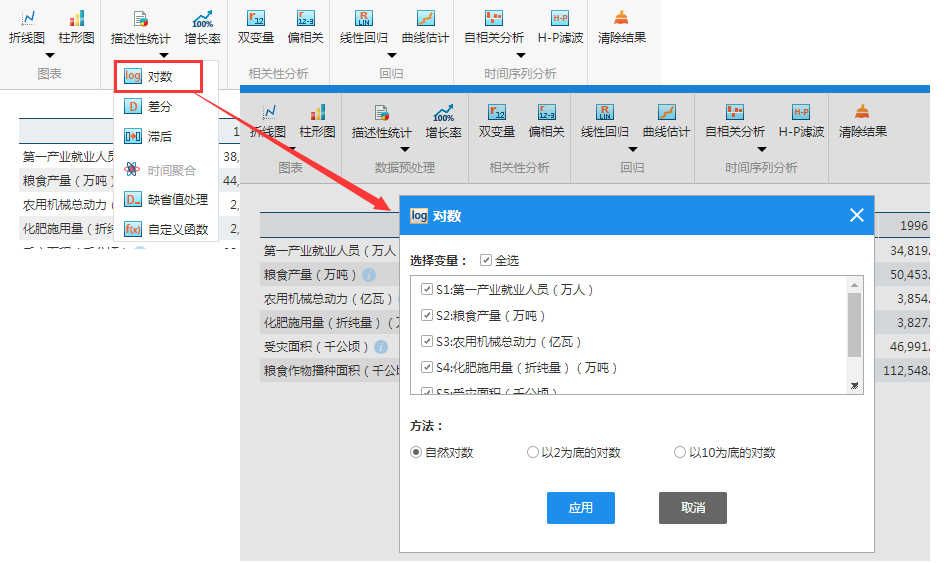 折线图 柱形图 描述性统计 增长率 双变量 偏相关 线性回归 曲线估计 自相关分析 H-P滤波 清除结果
图表 相关性分析 回归 时间序列分析
log 对数
D 差分
滞后
时间聚合
D... 缺省值处理
f(x) 自定义函数
第一产业就业人员 38,
粮食产量（万吨） 44,
农用机械总动力（ 2,
化肥施用量（折纯 2,
折线图 柱形图 描述性统计 增长率 双变量 偏相关 线性回归 曲线估计 自相关分析 H-P滤波 清除结果
图表 数据预处理 相关性分析 回归 时间序列分析
1996
第一产业就业人员（万人 34,819.
粮食产量（万吨） 50,453.
农用机械总动力（亿瓦） 3,854.
化肥施用量（折纯量）（万 3,827.
受灾面积（千公顷） 46,991.
粮食作物播种面积（千公 112,548.
log 对数
选择变量： 全选
S1:第一产业就业人员（万人）
S2:粮食产量（万吨）
S3:农用机械总动力（亿瓦）
S4:化肥施用量（折纯量）（万吨）
S5:受灾面积（千公顷）
方法：
自然对数 以2为底的对数 以10为底的对数
应用 取消